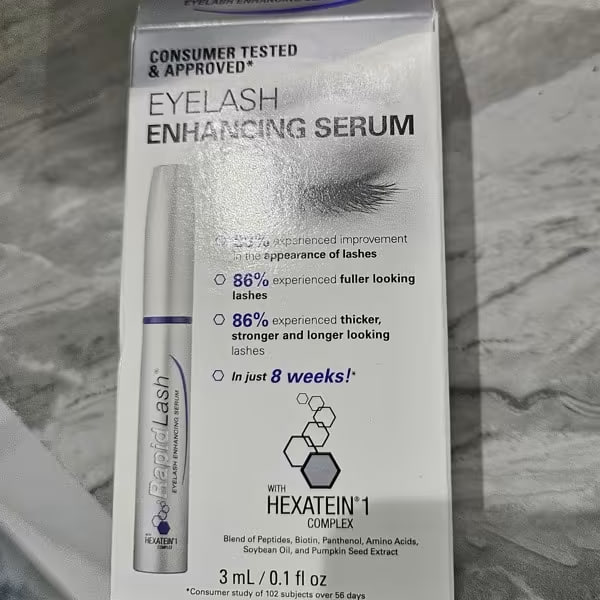 EYELASH ENHANCING
CONSUMER TESTED
& APPROVED*
EYELASH
ENHANCING SERUM
experienced improvement
in the appearance of lashes
86% experienced fuller looking
lashes
86% experienced thicker,
stronger and longer looking
lashes
In just 8 weeks!*
RapidLash®
EYELASH ENHANCING SERUM
WITH
HEXATEIN® 1
COMPLEX
WITH
HEXATEIN® 1
COMPLEX
Blend of Peptides, Biotin, Panthenol, Amino Acids,
Soybean Oil, and Pumpkin Seed Extract
3 mL / 0.1 fl oz
*Consumer study of 102 subjects over 56 days